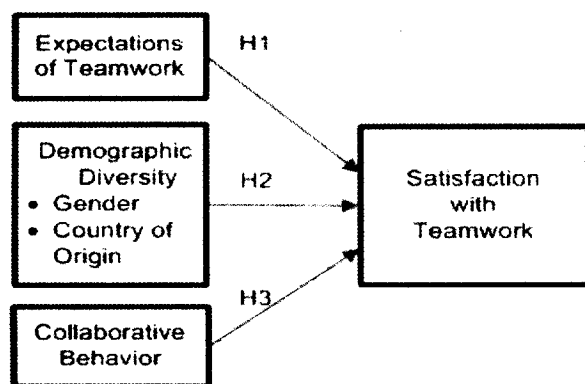 Expectations
of Teamwork
H1
Demographic
Diversity
• Gender
• Country of
Origin
H2
Collaborative
Behavior
H3
Satisfaction
with
Teamwork